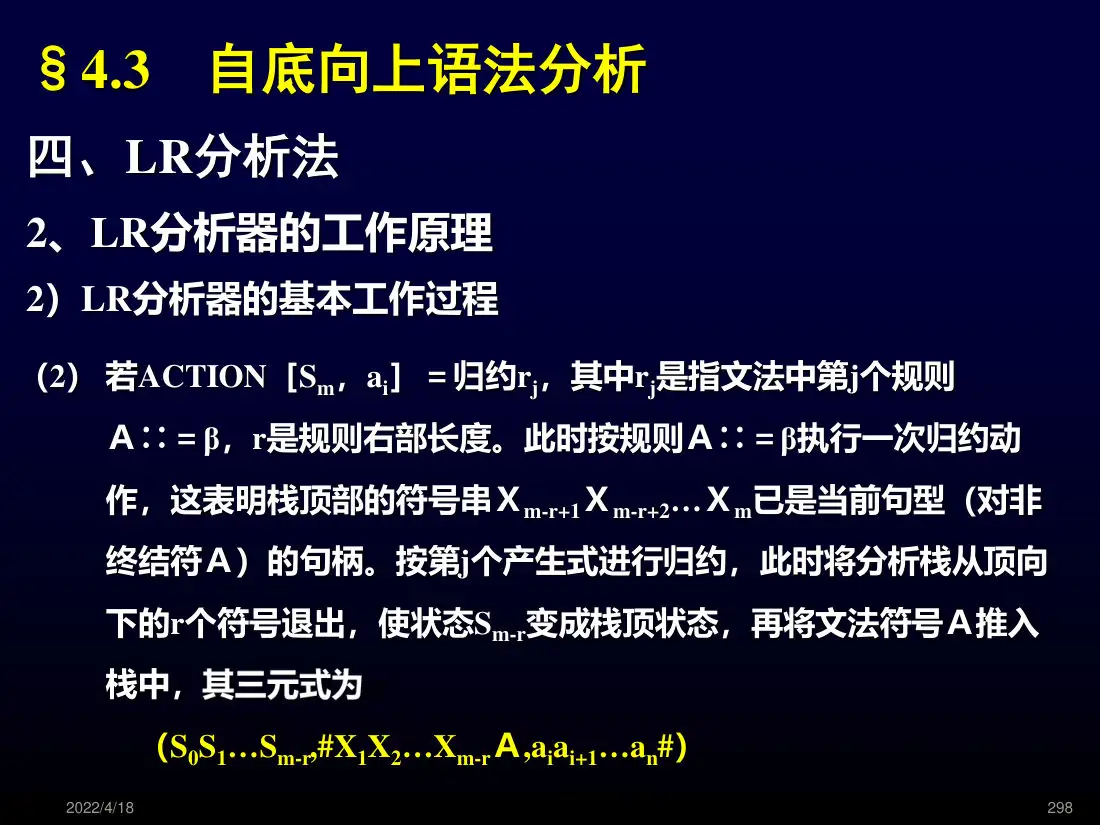 §4.3 自底向上语法分析
四、LR分析法
2、LR分析器的工作原理
2）LR分析器的基本工作过程
（2） 若ACTION［Sm，ai］＝归约rj，其中rj是指文法中第j个规则
Ａ∷＝β，r是规则右部长度。此时按规则Ａ∷＝β执行一次归约动
作，这表明栈顶部的符号串Ｘm-r+1Ｘm-r+2…Ｘm已是当前句型（对非
终结符Ａ）的句柄。按第j个产生式进行归约，此时将分析栈从顶向
下的r个符号退出，使状态Sm-r变成栈顶状态，再将文法符号Ａ推入
栈中，其三元式为
（S0S1…Sm-r,#X1X2…Xm-rＡ,aiai+1…an#）
2022/4/18
298